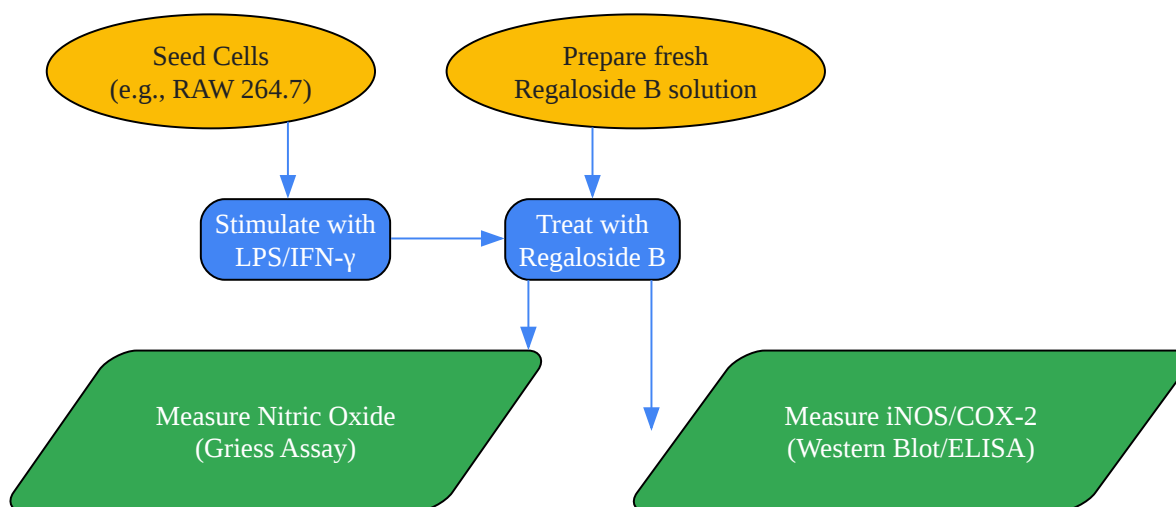 Seed Cells
(e.g., RAW 264.7)
Prepare fresh
Regaloside B solution
Stimulate with
LPS/IFN-γ
Treat with
Regaloside B
Measure Nitric Oxide
(Griess Assay)
Measure iNOS/COX-2
(Western Blot/ELISA)